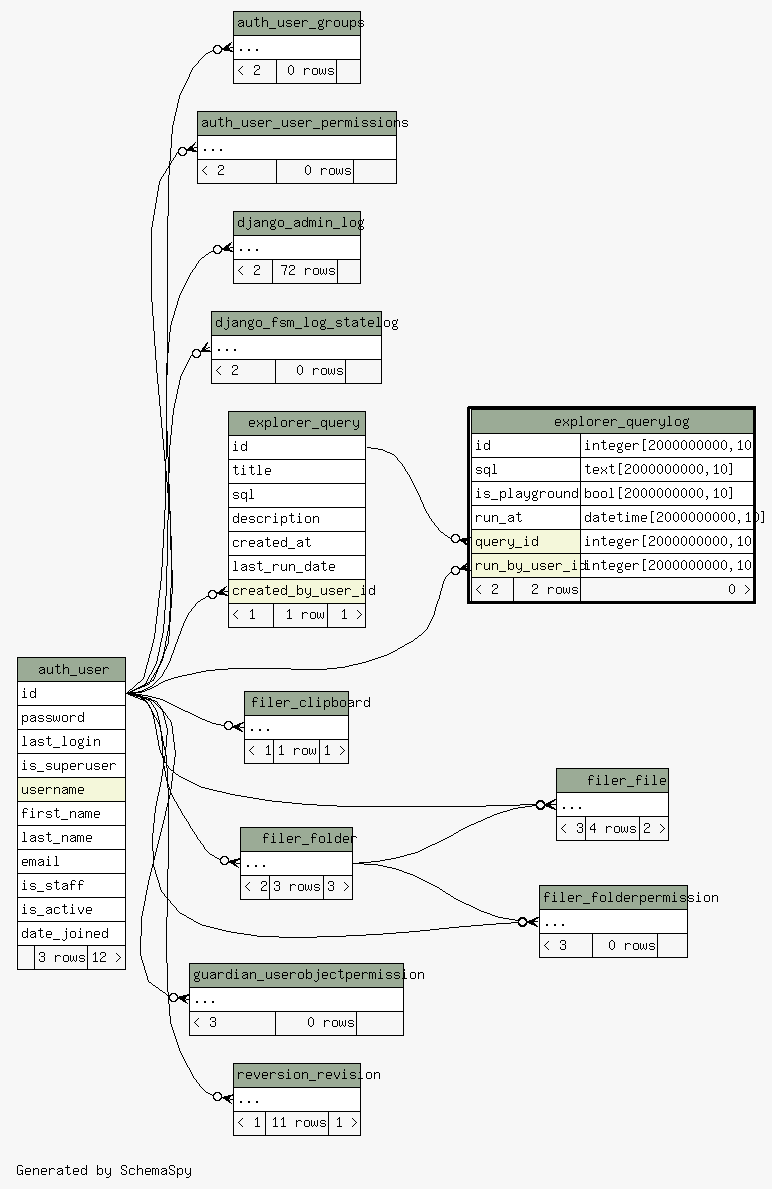 auth_user_groups
...
< 2 0 rows
auth_user_user_permissions
...
< 2 0 rows
django_admin_log
...
< 2 72 rows
django_fsm_log_statelog
...
< 2 0 rows
explorer_query
id
title
sql
description
created_at
last_run_date
created_by_user_id
< 1 1 row 1 >
explorer_querylog
id integer[2000000000,10]
sql text[2000000000,10]
is_playground bool[2000000000,10]
run_at datetime[2000000000,10]
query_id integer[2000000000,10]
run_by_user_id integer[2000000000,10]
< 2 2 rows 0 >
auth_user
id
password
last_login
is_superuser
username
first_name
last_name
email
is_staff
is_active
date_joined
3 rows 12 >
filer_clipboard
...
< 1 1 row 1 >
filer_file
...
< 3 4 rows 2 >
filer_folder
...
< 2 3 rows 3 >
filer_folderpermission
...
< 3 0 rows
guardian_userobjectpermission
...
< 3 0 rows
reversion_revision
...
< 1 11 rows 1 >
Generated by SchemaSpy